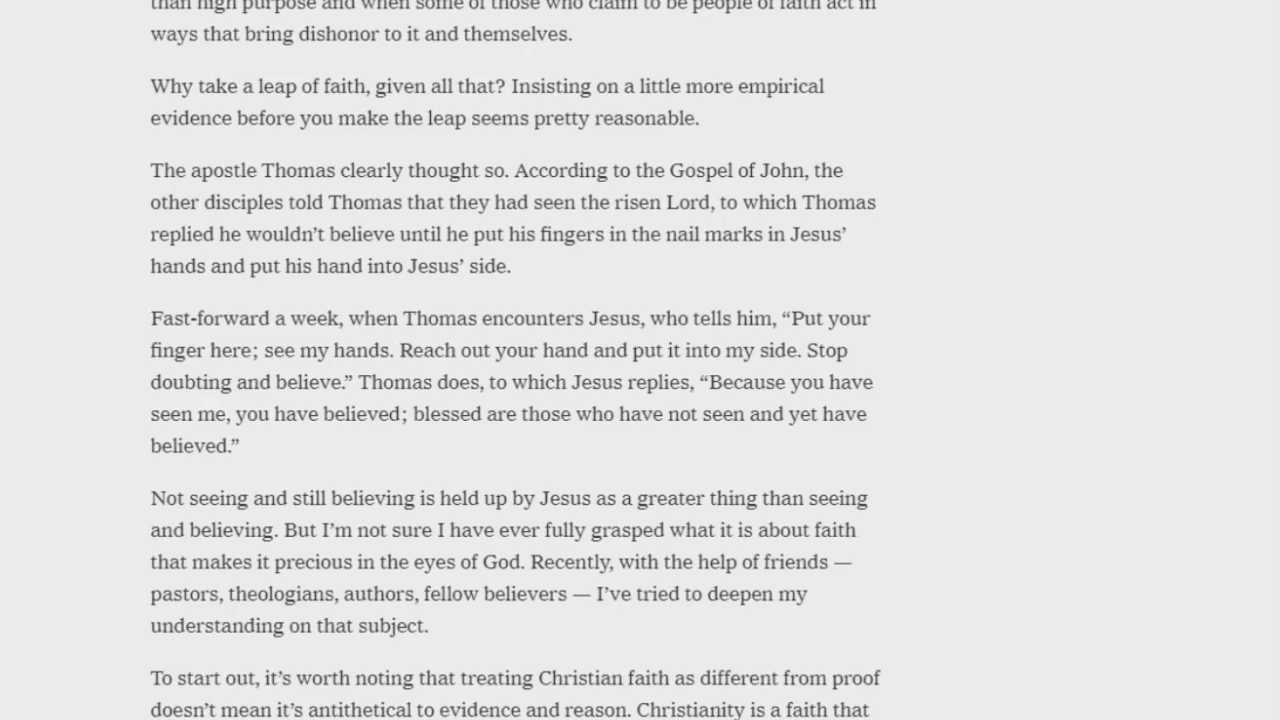 than high purpose and when some of those who claim to be people of faith act in
ways that bring dishonor to it and themselves.
Why take a leap of faith, given all that? Insisting on a little more empirical
evidence before you make the leap seems pretty reasonable.
The apostle Thomas clearly thought so. According to the Gospel of John, the
other disciples told Thomas that they had seen the risen Lord, to which Thomas
replied he wouldn’t believe until he put his fingers in the nail marks in Jesus’
hands and put his hand into Jesus’ side.
Fast-forward a week, when Thomas encounters Jesus, who tells him, “Put your
finger here; see my hands. Reach out your hand and put it into my side. Stop
doubting and believe.” Thomas does, to which Jesus replies, “Because you have
seen me, you have believed; blessed are those who have not seen and yet have
believed.”
Not seeing and still believing is held up by Jesus as a greater thing than seeing
and believing. But I’m not sure I have ever fully grasped what it is about faith
that makes it precious in the eyes of God. Recently, with the help of friends —
pastors, theologians, authors, fellow believers — I’ve tried to deepen my
understanding on that subject.
To start out, it’s worth noting that treating Christian faith as different from proof
doesn’t mean it’s antithetical to evidence and reason. Christianity is a faith that